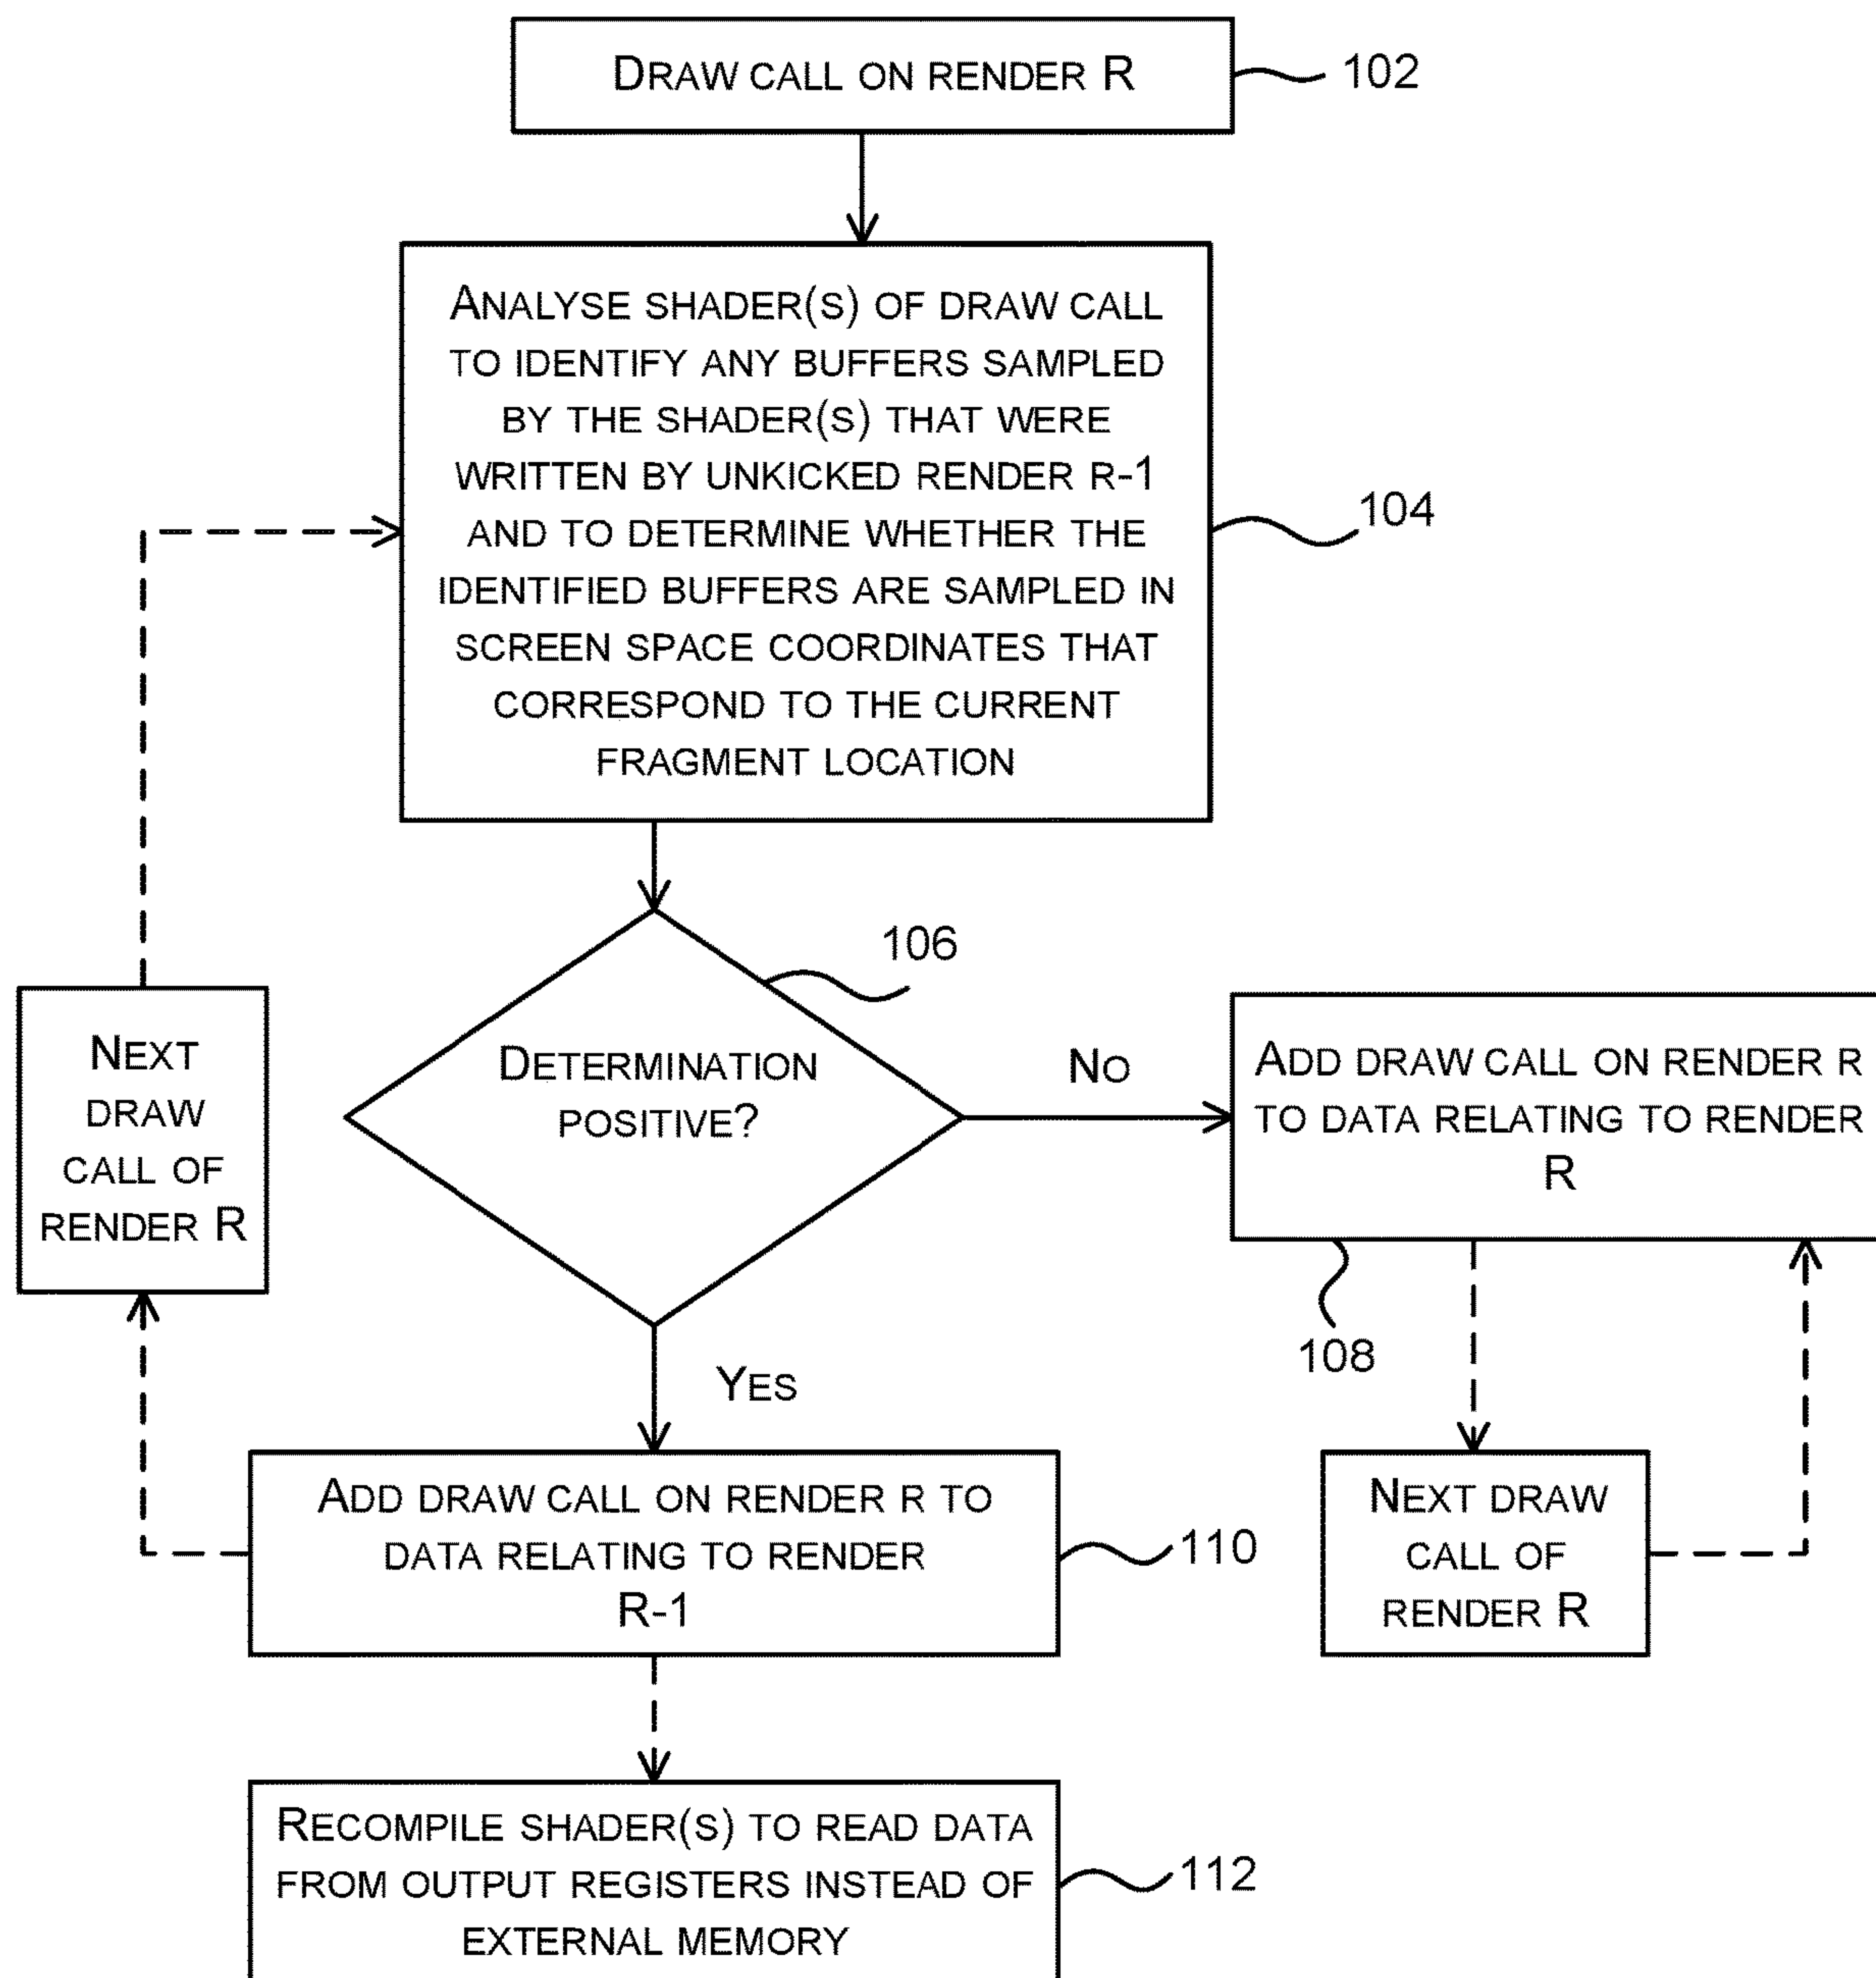 DRAW CALL ON RENDER R
102
ANALYSE SHADER(S) OF DRAW CALL
TO IDENTIFY ANY BUFFERS SAMPLED
BY THE SHADER(S) THAT WERE
WRITTEN BY UNKICKED RENDER R-1
AND TO DETERMINE WHETHER THE
IDENTIFIED BUFFERS ARE SAMPLED IN
SCREEN SPACE COORDINATES THAT
CORRESPOND TO THE CURRENT
FRAGMENT LOCATION
104
106
DETERMINATION
POSITIVE?
NO
YES
NEXT
DRAW
CALL OF
RENDER R
ADD DRAW CALL ON RENDER R
TO DATA RELATING TO RENDER
R
108
NEXT DRAW
CALL OF
RENDER R
ADD DRAW CALL ON RENDER R TO
DATA RELATING TO RENDER
R-1
110
RECOMPILE SHADER(S) TO READ DATA
FROM OUTPUT REGISTERS INSTEAD OF
EXTERNAL MEMORY
112